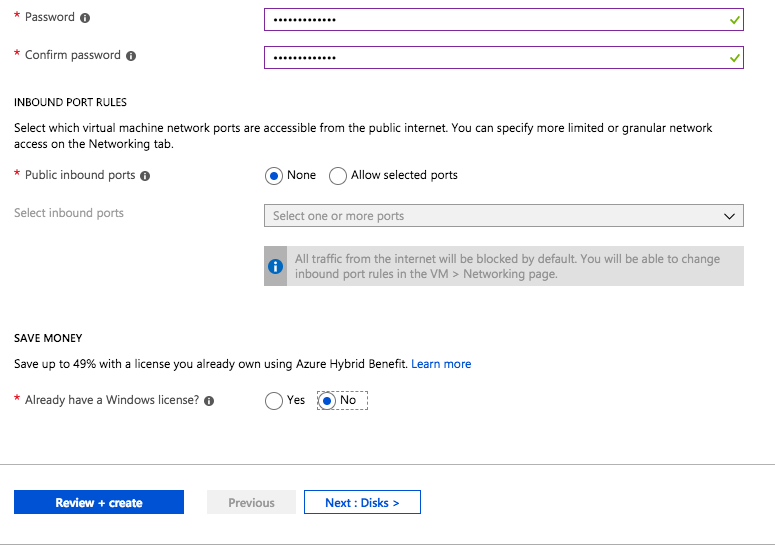 * Password
•••••••••••••
* Confirm password
•••••••••••••
INBOUND PORT RULES
Select which virtual machine network ports are accessible from the public internet. You can specify more limited or granular network
access on the Networking tab.
* Public inbound ports
None
Allow selected ports
Select inbound ports
Select one or more ports
All traffic from the internet will be blocked by default. You will be able to change
inbound port rules in the VM > Networking page.
SAVE MONEY
Save up to 49% with a license you already own using Azure Hybrid Benefit. Learn more
* Already have a Windows license?
Yes
No
Review + create
Previous
Next : Disks >